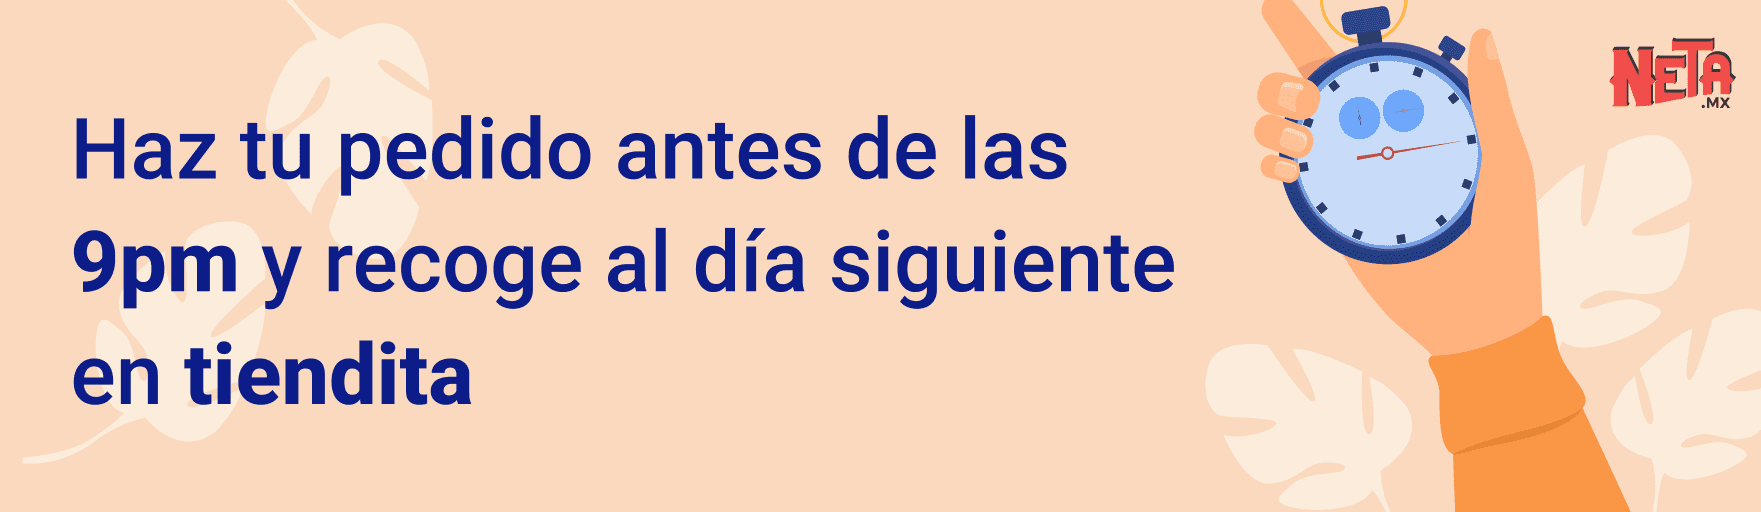 Haz tu pedido antes de las
9pm y recoge al día siguiente
en tiendita
NETA
.MX